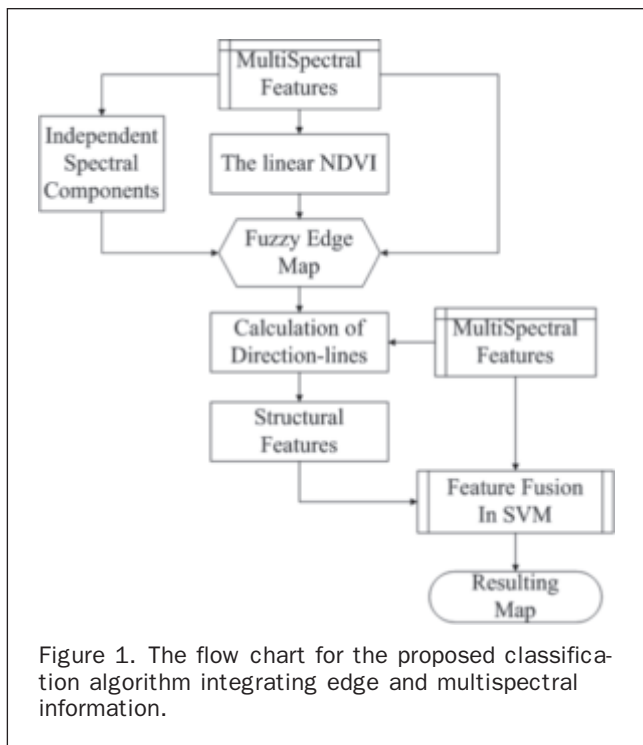 MultiSpectral
Features
Independent
Spectral
Components
The linear NDVI
Fuzzy Edge
Map
Calculation of
Direction-lines
MultiSpectral
Features
Structural
Features
Feature Fusion
In SVM
Resulting
Map
Figure 1. The flow chart for the proposed classifica-
tion algorithm integrating edge and multispectral
information.